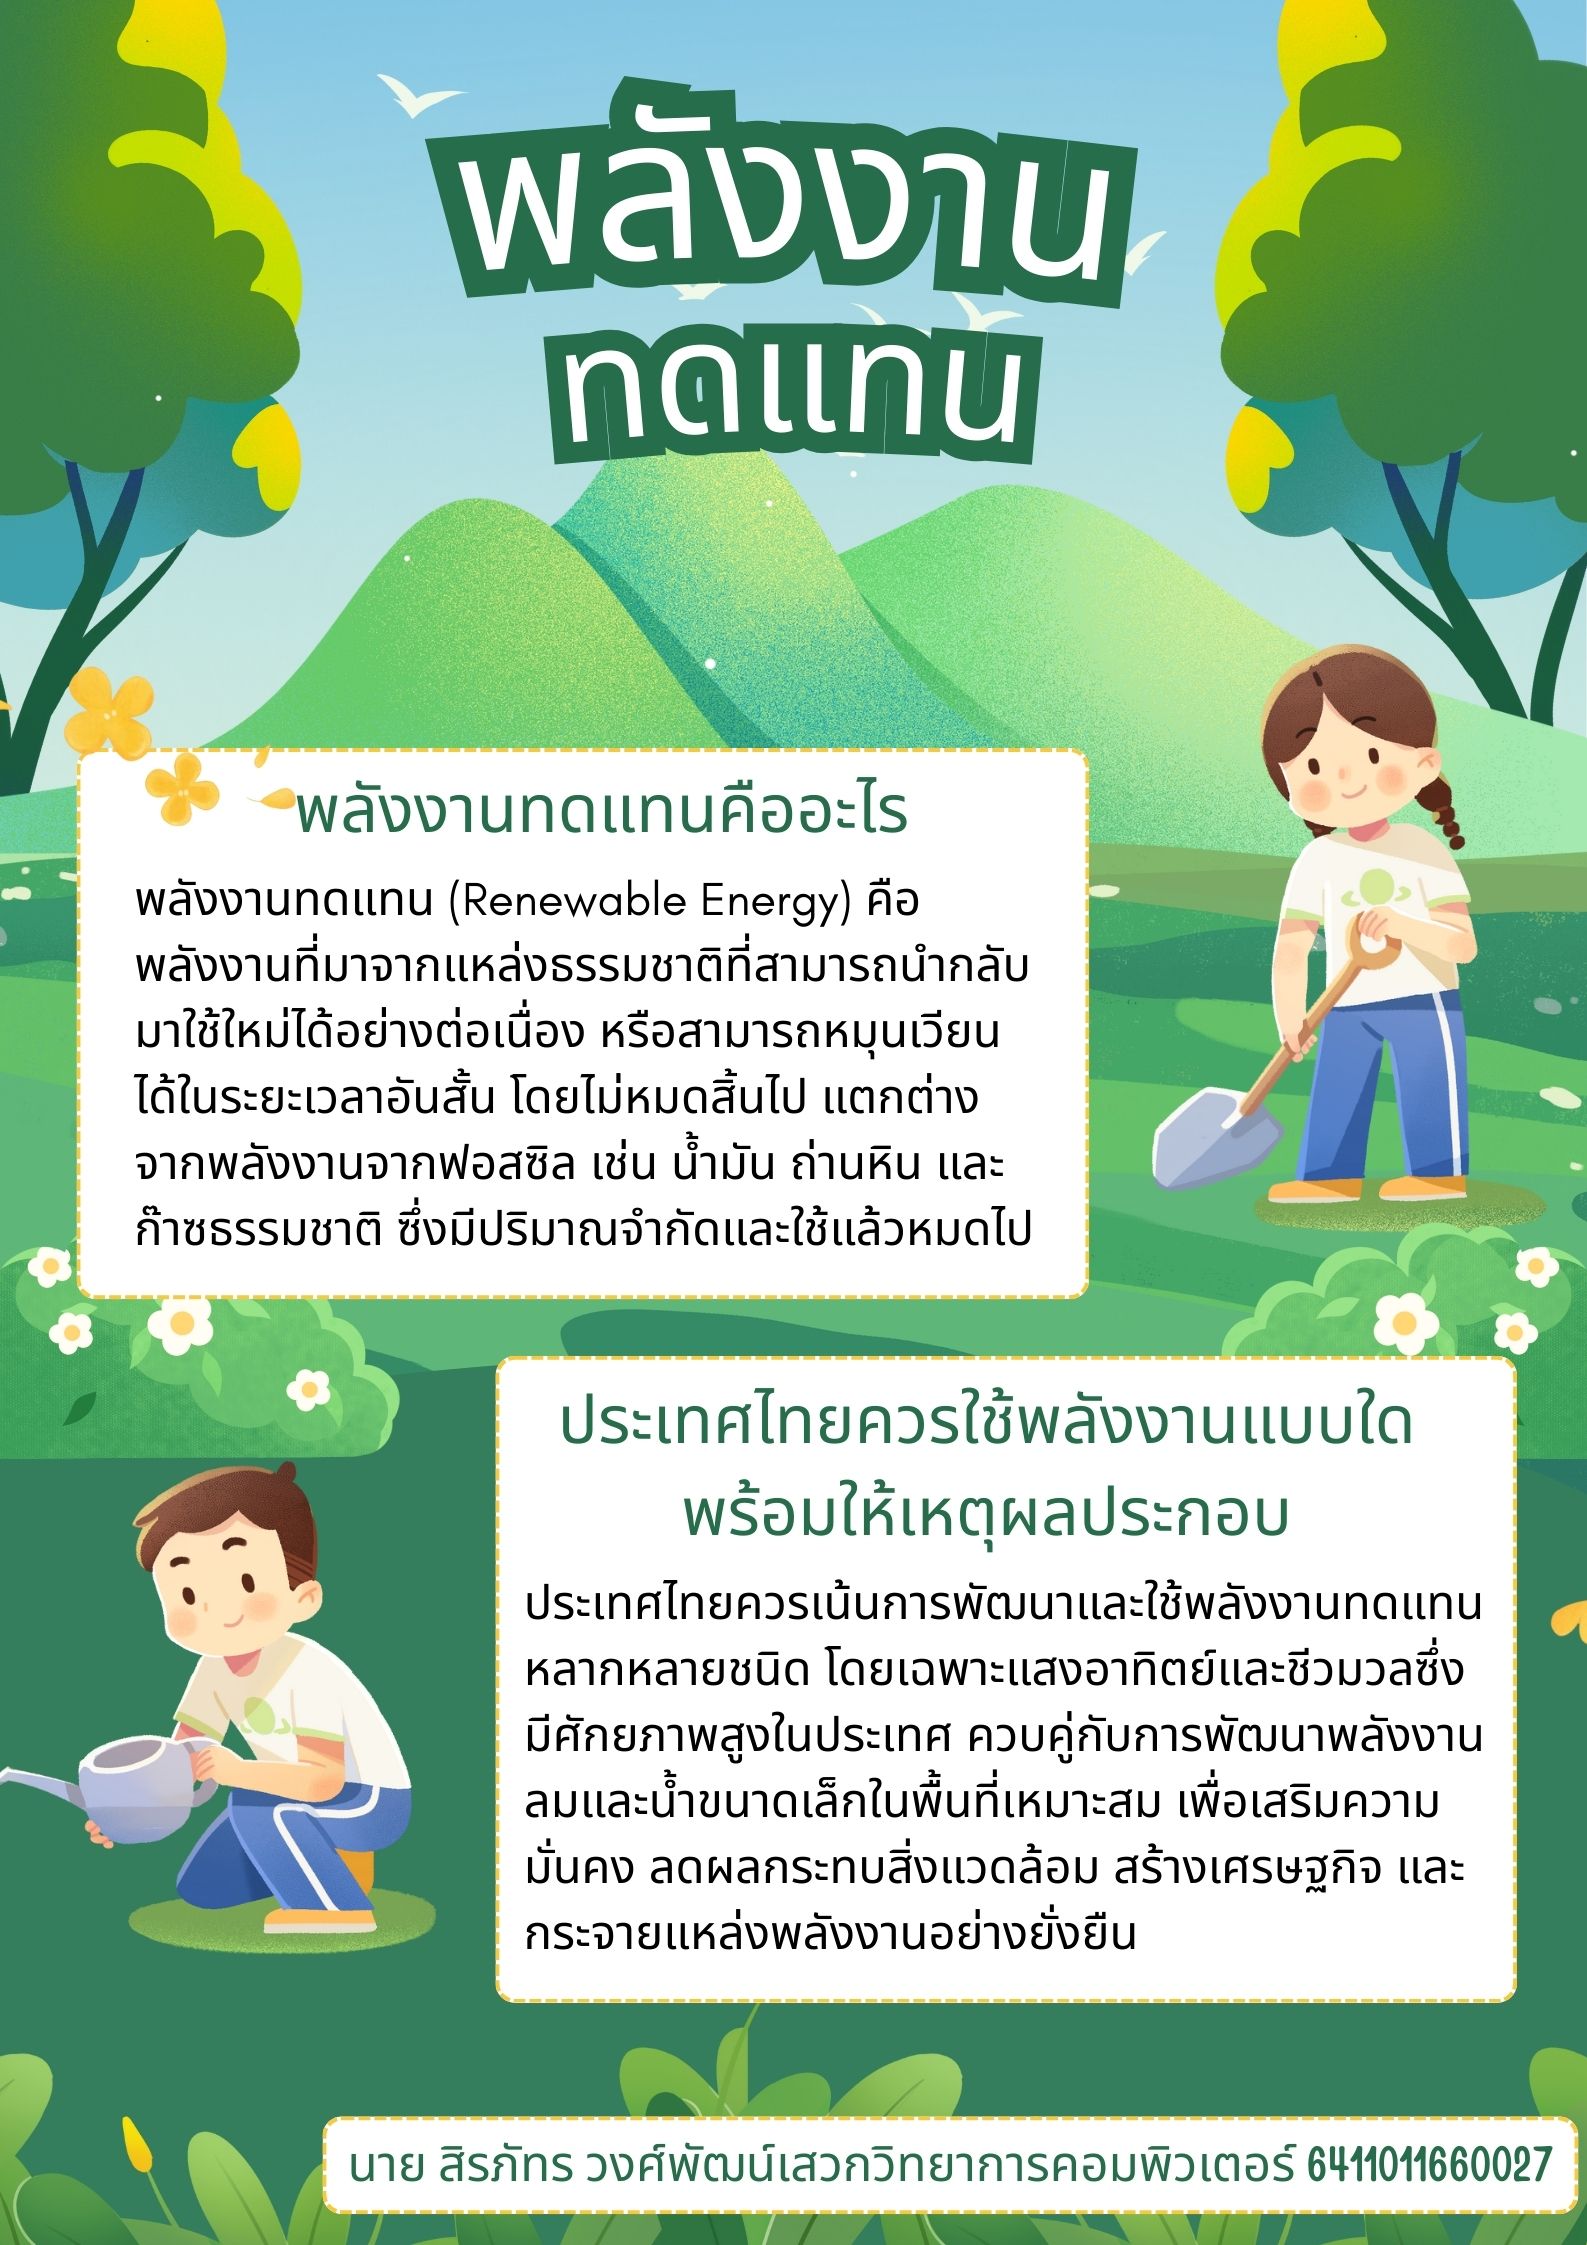 พลังงาน
ทดแทน
พลังงานทดแทนคืออะไร
พลังงานทดแทน (Renewable Energy) คือ
พลังงานที่มาจากแหล่งธรรมชาติที่สามารถนำกลับ
มาใช้ใหม่ได้อย่างต่อเนื่อง หรือสามารถหมุนเวียน
ได้ในระยะเวลาอันสั้น โดยไม่หมดสิ้นไป แตกต่าง
จากพลังงานจากฟอสซิล เช่น น้ำมัน ถ่านหิน และ
ก๊าซธรรมชาติ ซึ่งมีปริมาณจำกัดและใช้แล้วหมดไป
ประเทศไทยควรใช้พลังงานแบบใด
พร้อมให้เหตุผลประกอบ
ประเทศไทยควรเน้นการพัฒนาและใช้พลังงานทดแทน
หลากหลายชนิด โดยเฉพาะแสงอาทิตย์และชีวมวลซึ่ง
มีศักยภาพสูงในประเทศ ควบคู่กับการพัฒนาพลังงาน
ลมและน้ำขนาดเล็กในพื้นที่เหมาะสม เพื่อเสริมความ
มั่นคง ลดผลกระทบสิ่งแวดล้อม สร้างเศรษฐกิจ และ
กระจายแหล่งพลังงานอย่างยั่งยืน
นาย สิรภัทร วงศ์พัฒน์เสวกวิทยาการคอมพิวเตอร์ 6411011660027